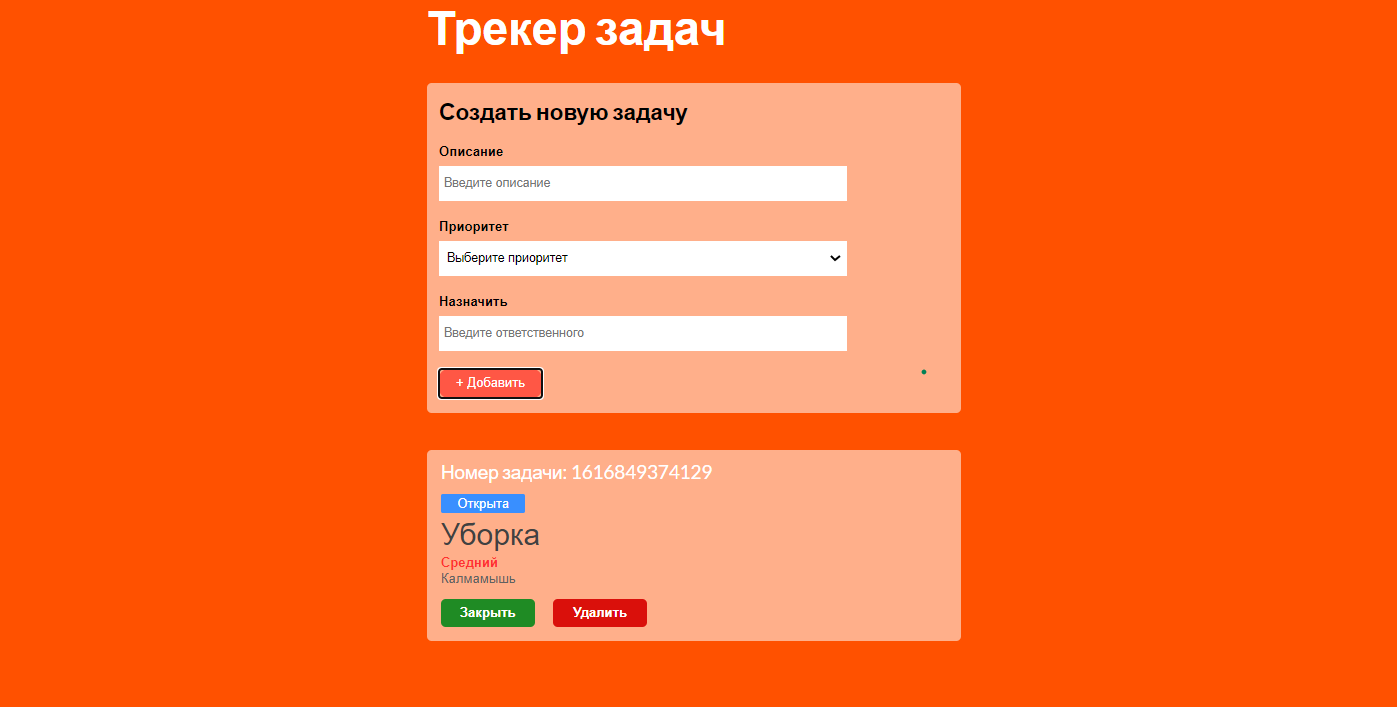 Трекер задач
Создать новую задачу
Описание
Введите описание
Приоритет
Выберите приоритет
Назначить
Введите ответственного
+ Добавить
Номер задачи: 1616849374129
Открыта
Уборка
Средний
Калмамышь
Закрыть Удалить